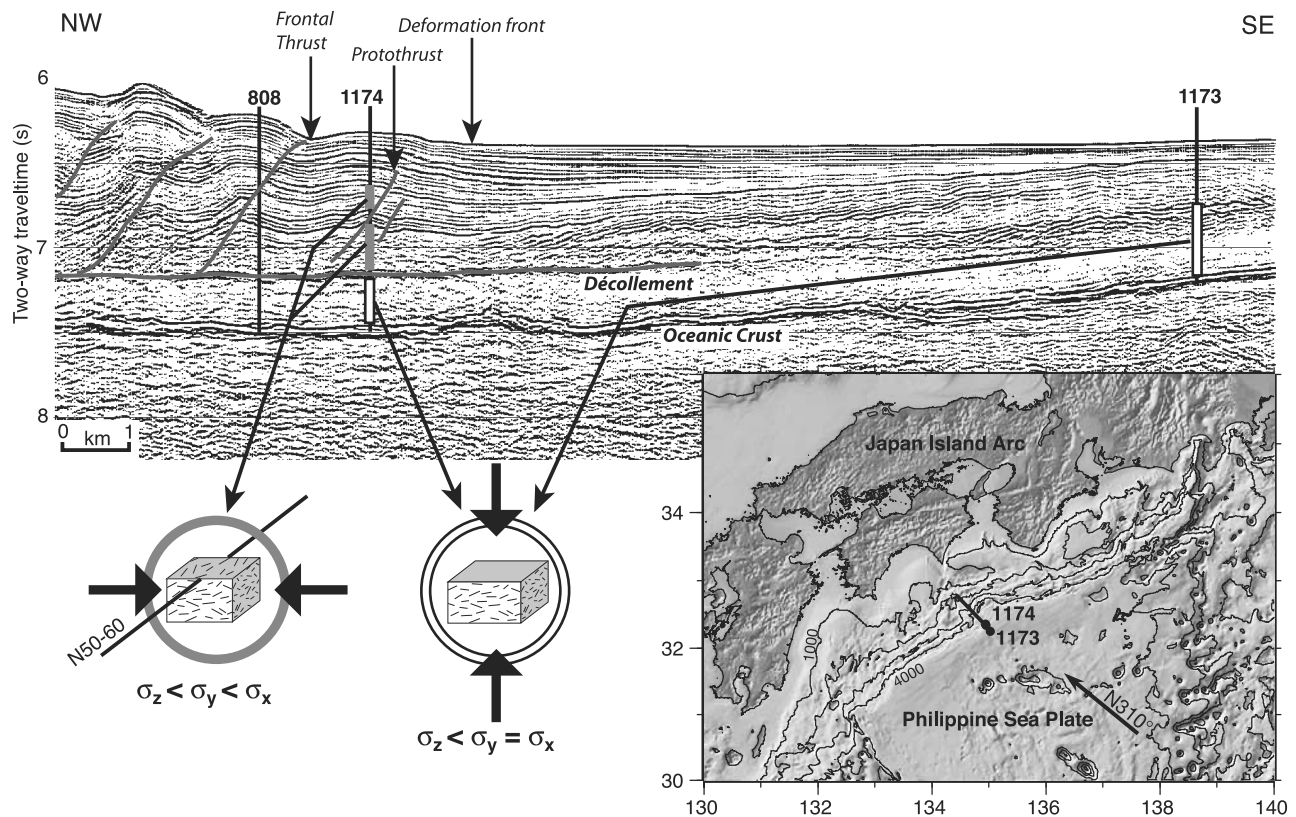 NW
SE
Frontal
Thrust
Deformation front
Protothrust
6
808
1174
1173
Two-way traveltime (s)
7
Décollement
Oceanic Crust
8
0 km 1
N50-60
σz < σy < σx
σz < σy = σx
Japan Island Arc
34
1174
1173
32
1000
4000
N310°
Philippine Sea Plate
30
130 132 134 136 138 140